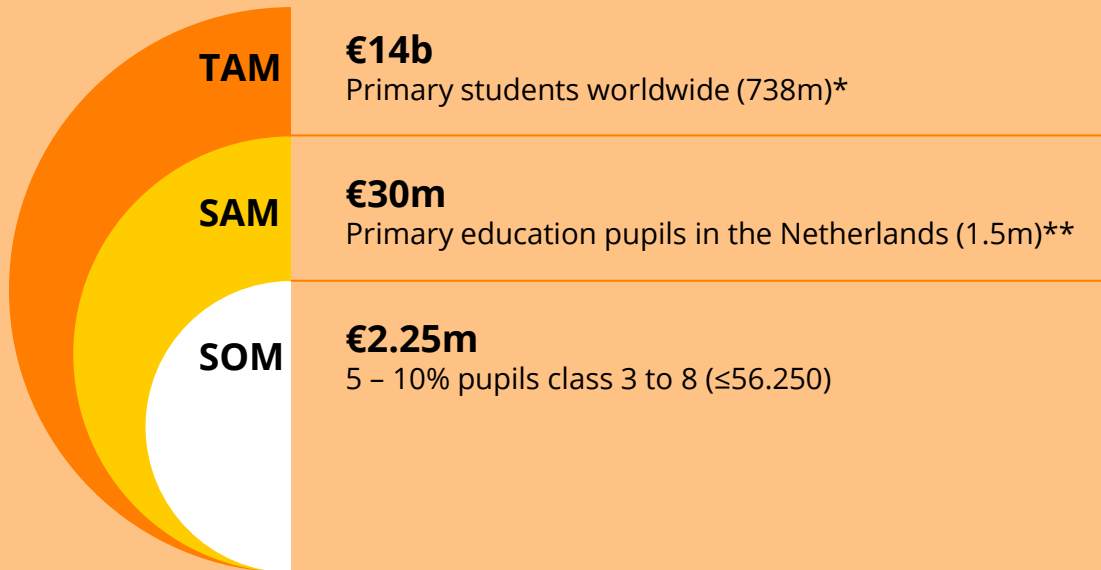 TAM
€14b
Primary students worldwide (738m)*
SAM
€30m
Primary education pupils in the Netherlands (1.5m)**
SOM
€2.25m
5 – 10% pupils class 3 to 8 (≤56.250)